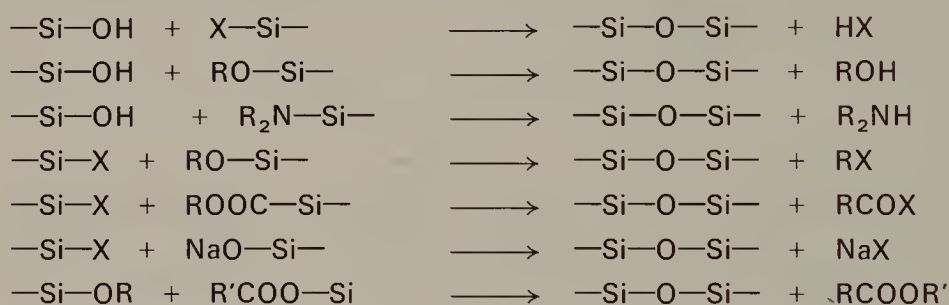 —Si—OH + X—Si— ⟶ —Si—O—Si— + HX
—Si—OH + RO—Si— ⟶ —Si—O—Si— + ROH
—Si—OH + R₂N—Si— ⟶ —Si—O—Si— + R₂NH
—Si—X + RO—Si— ⟶ —Si—O—Si— + RX
—Si—X + ROOC—Si— ⟶ —Si—O—Si— + RCOX
—Si—X + NaO—Si— ⟶ —Si—O—Si— + NaX
—Si—OR + R'COO—Si ⟶ —Si—O—Si— + RCOOR'